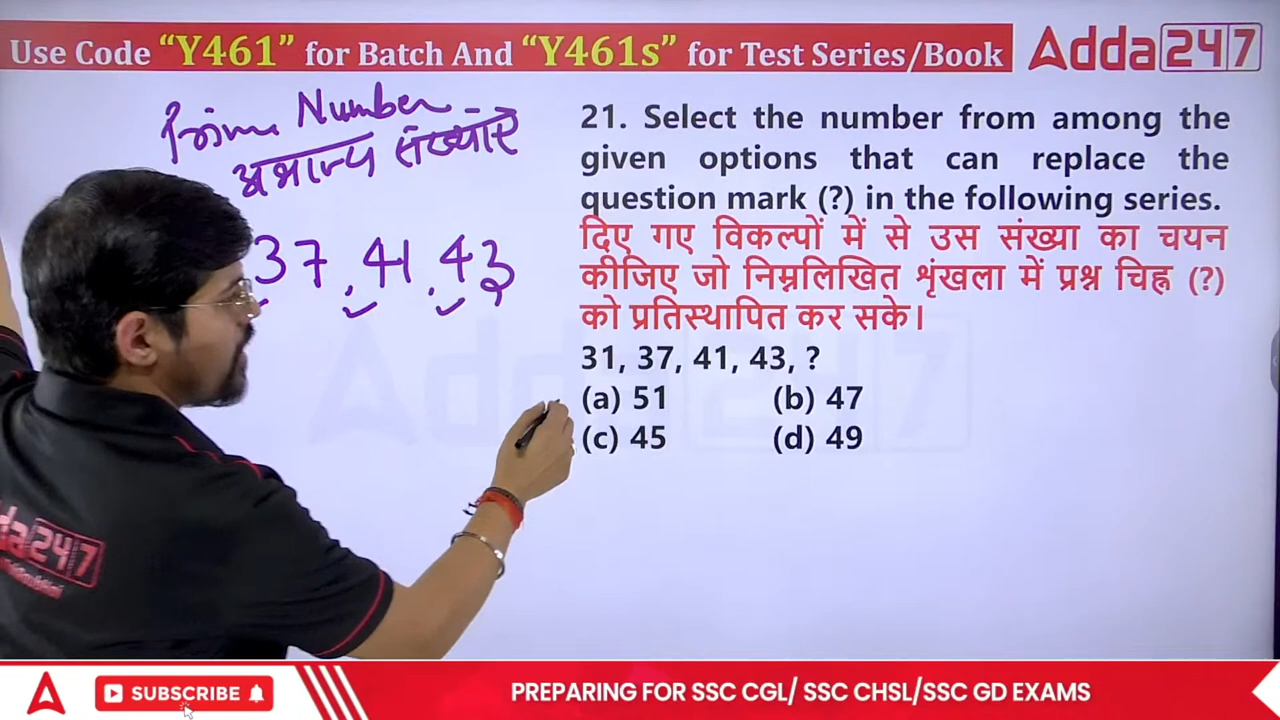 Use Code “Y461” for Batch And “Y461s” for Test Series/Book
Adda247
Prime Number
अभाज्य संख्याएं
37, 41, 43,
21. Select the number from among the
given options that can replace the
question mark (?) in the following series.
दिए गए विकल्पों में से उस संख्या का चयन
कीजिए जो निम्नलिखित श्रृंखला में प्रश्न चिह्न (?)
को प्रतिस्थापित कर सके।
31, 37, 41, 43, ?
(a) 51 (b) 47
(c) 45 (d) 49
SUBSCRIBE
PREPARING FOR SSC CGL/ SSC CHSL/SSC GD EXAMS